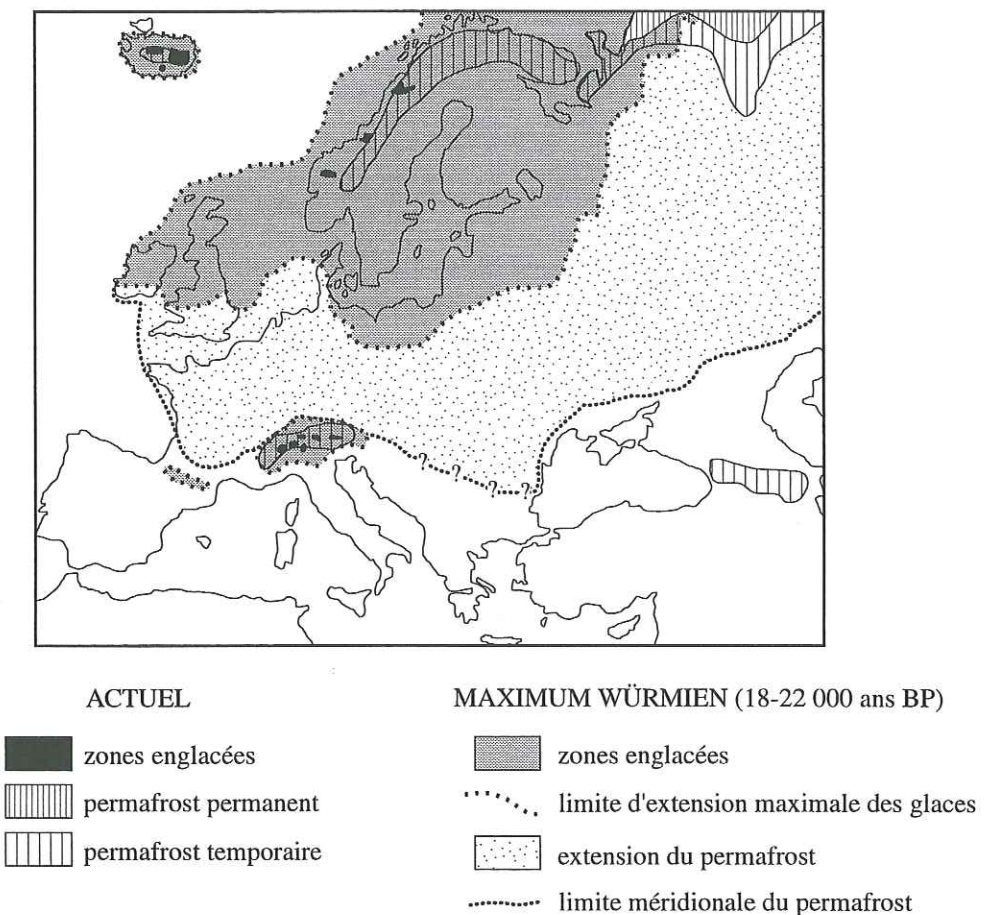 ? ? ? ?
ACTUEL
zones englacées
permafrost permanent
permafrost temporaire
MAXIMUM WÜRMIEN (18-22 000 ans BP)
zones englacées
limite d'extension maximale des glaces
extension du permafrost
limite méridionale du permafrost